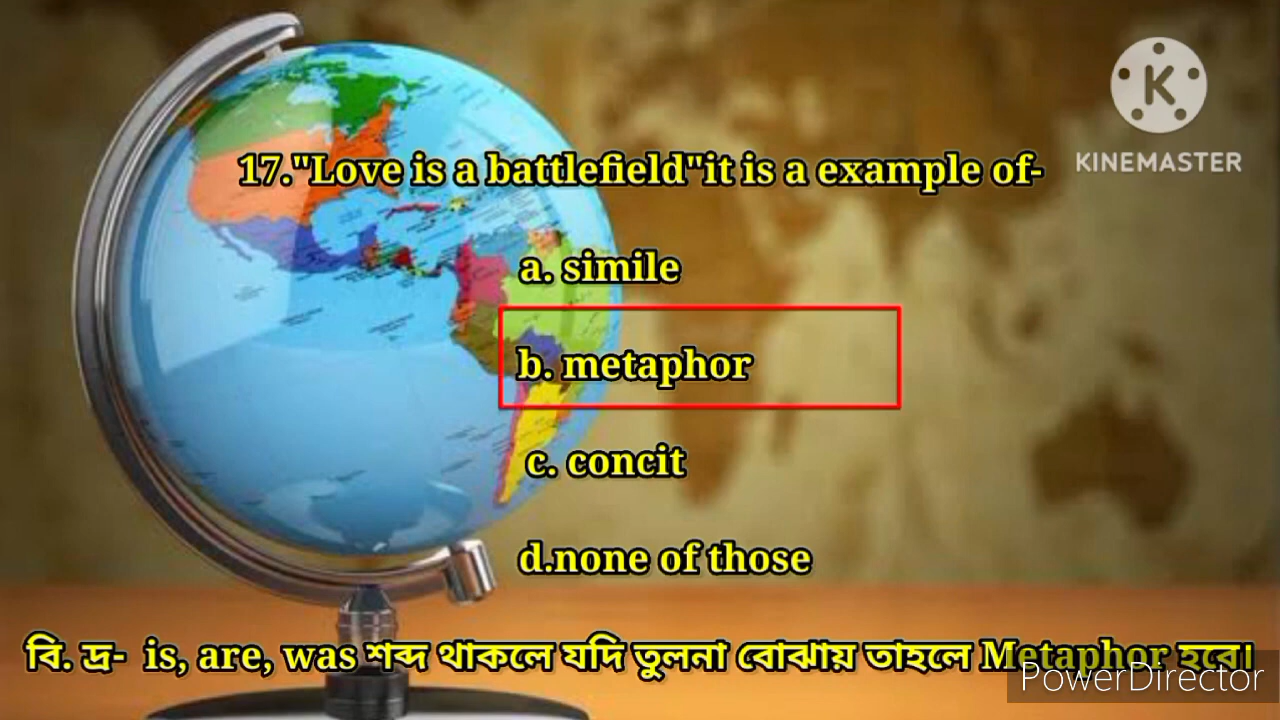 KINEMASTER
17."Love is a battlefield"it is a example of-
a. simile
b. metaphor
c. concit
d.none of those
বি. দ্র- is, are, was শব্দ থাকলে যদি তুলনা বোঝায় তাহলে Metaphor হবে।
PowerDirector